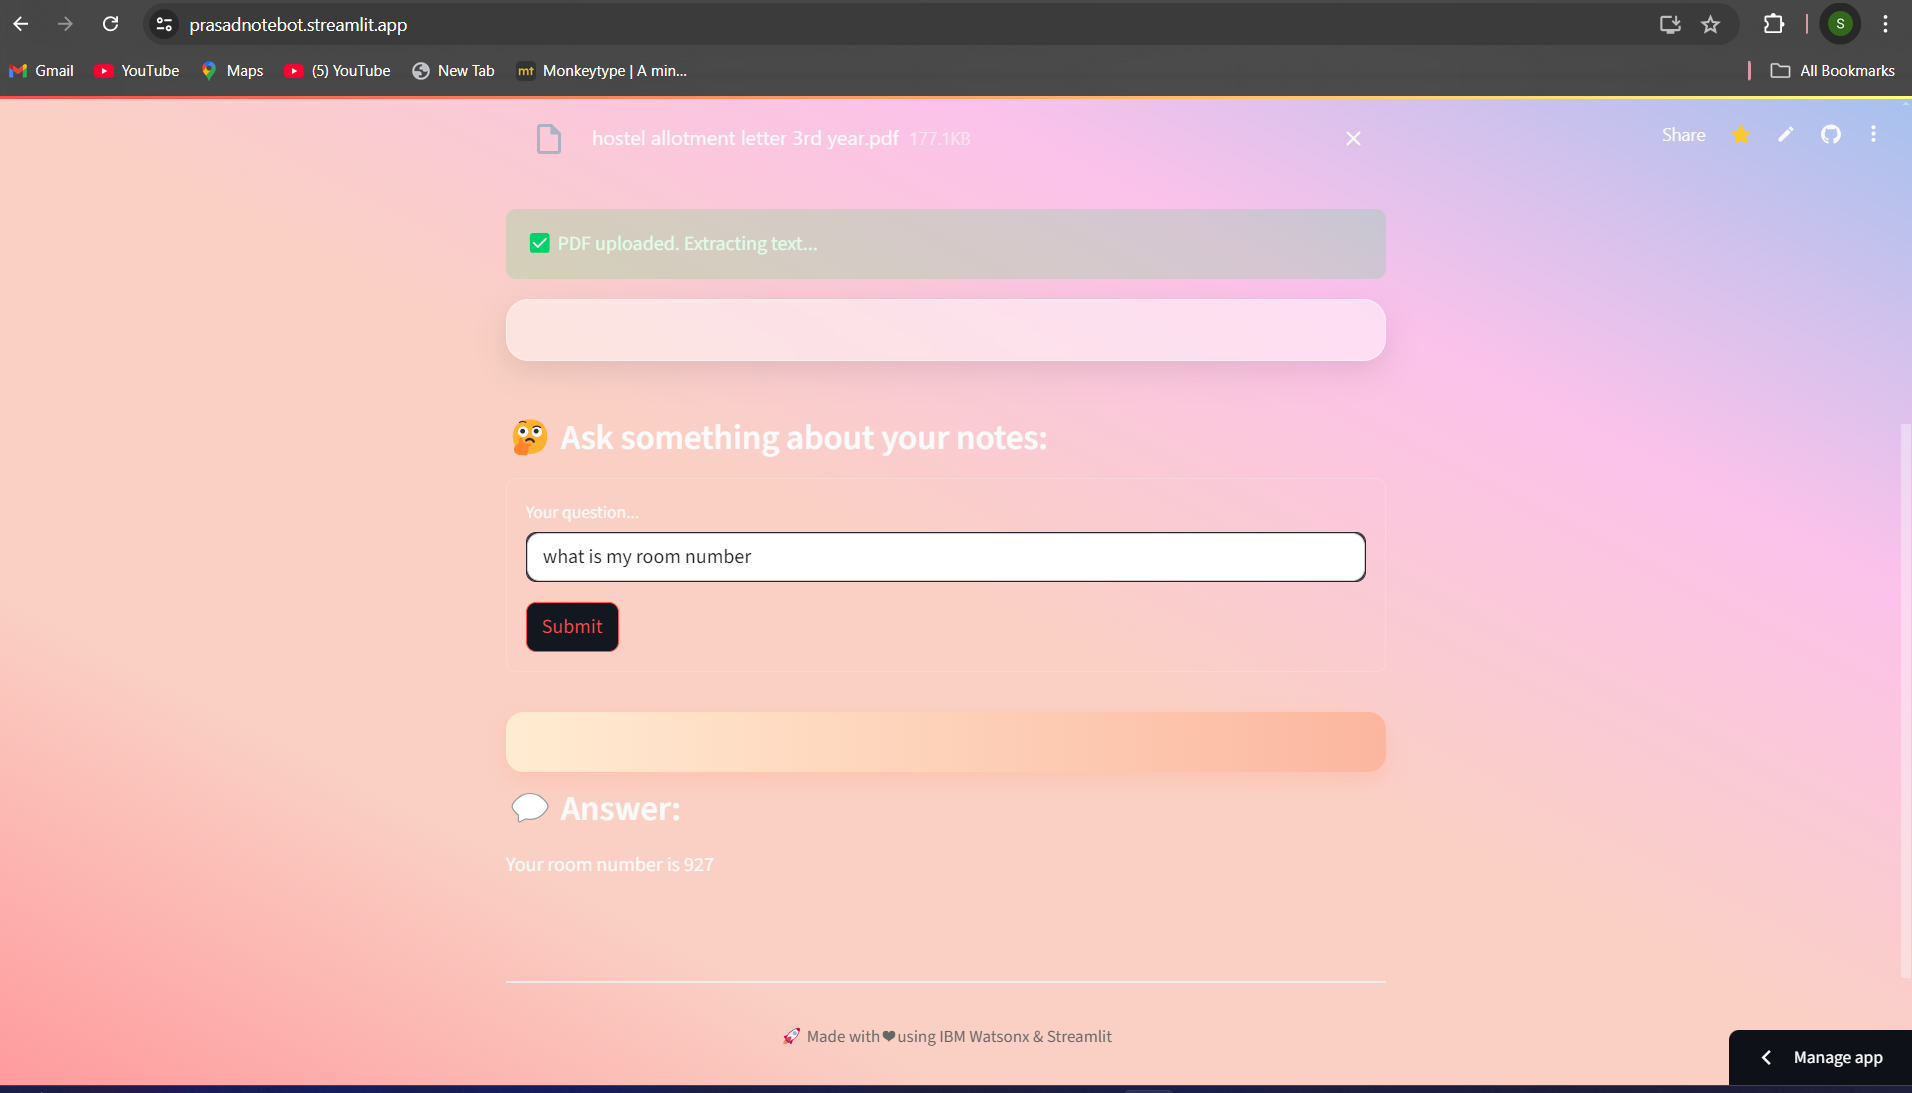 prasadnotebot.streamlit.app
S
Gmail YouTube Maps (5) YouTube New Tab mt Monkeytype | A min... All Bookmarks
hostel allotment letter 3rd year.pdf 177.1KB
Share
✅ PDF uploaded. Extracting text...
🤔 Ask something about your notes:
Your question...
what is my room number
Submit
💬 Answer:
Your room number is 927
🚀 Made with❤using IBM Watsonx & Streamlit
Manage app